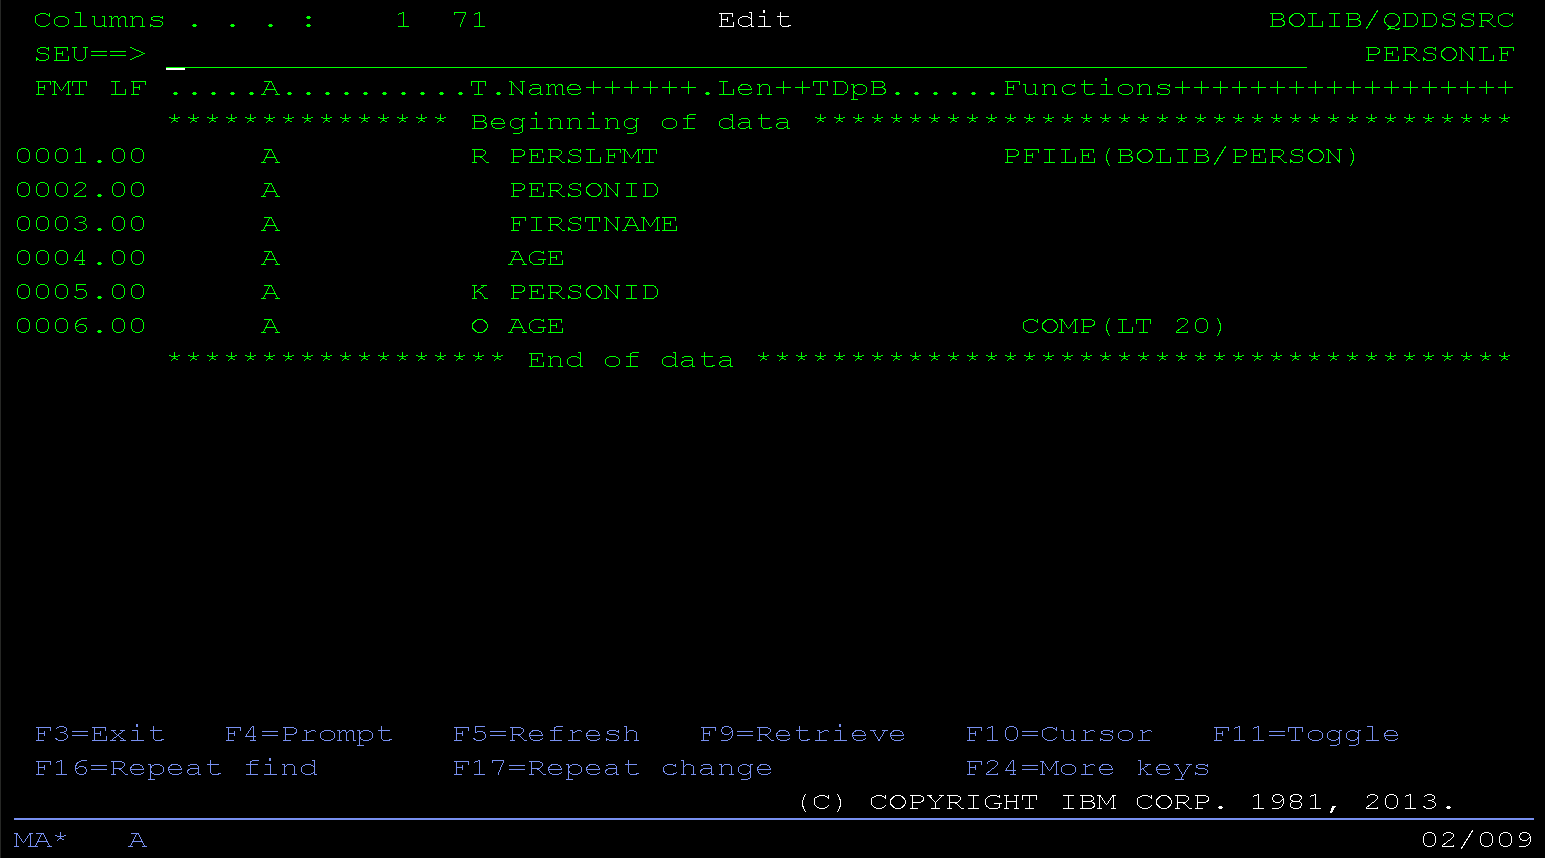 Columns . . . :    1  71            Edit                         BOLIB/QDDSSRC
SEU==> _                                                              PERSONLF
FMT LF .....A..........T.Name++++++.Len++TDpB......Functions++++++++++++++++++
*************** Beginning of data *************************************
0001.00      A          R PERSLFMT                  PFILE(BOLIB/PERSON)
0002.00      A            PERSONID
0003.00      A            FIRSTNAME
0004.00      A            AGE
0005.00      A          K PERSONID
0006.00      A          O AGE                        COMP(LT 20)
****************** End of data ****************************************
F3=Exit   F4=Prompt   F5=Refresh   F9=Retrieve   F10=Cursor   F11=Toggle
F16=Repeat find       F17=Repeat change          F24=More keys
(C) COPYRIGHT IBM CORP. 1981, 2013.
MA*   A                                                                  02/009